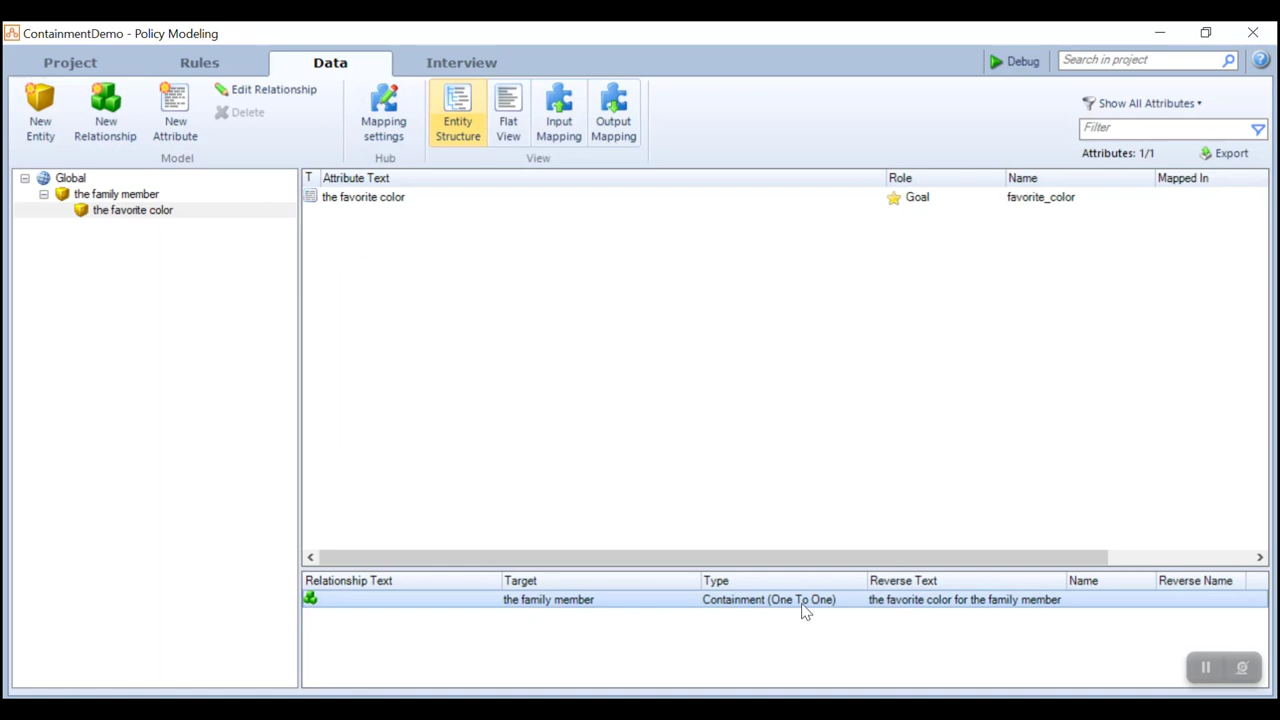 ContainmentDemo - Policy Modeling
Project Rules Data Interview Debug Search in project
New Entity
New Relationship
New Attribute
Edit Relationship
Delete
Model
Mapping settings
Hub
Entity Structure
Flat View
Input Mapping
Output Mapping
View
Show All Attributes
Filter
Attributes: 1/1 Export
Global
the family member
the favorite color
T Attribute Text Role Name Mapped In
the favorite color Goal favorite_color
Relationship Text Target Type Reverse Text Name Reverse Name
the family member Containment (One To One) the favorite color for the family member